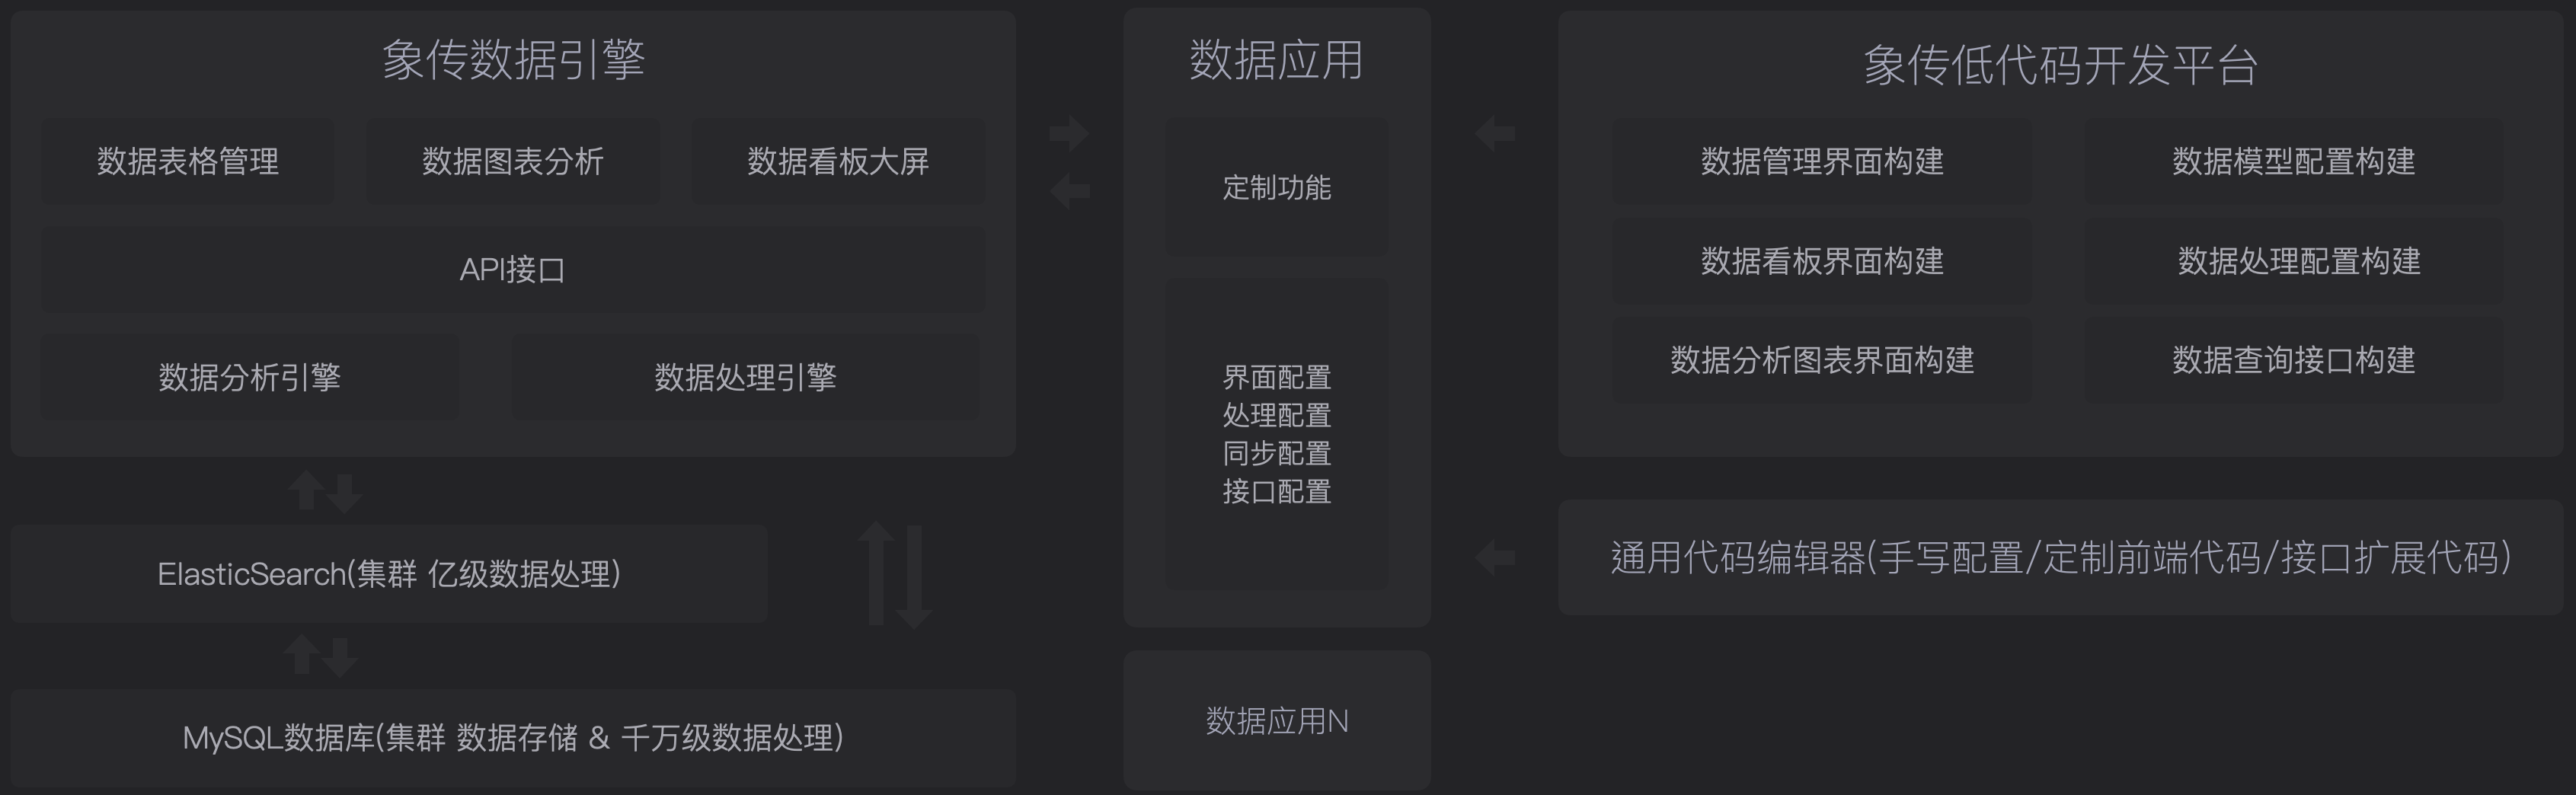 象传数据引擎
数据表格管理
数据图表分析
数据看板大屏
API接口
数据分析引擎
数据处理引擎
ElasticSearch(集群 亿级数据处理)
MySQL数据库(集群 数据存储 & 千万级数据处理)
数据应用
定制功能
界面配置
处理配置
同步配置
接口配置
数据应用N
象传低代码开发平台
数据管理界面构建
数据模型配置构建
数据看板界面构建
数据处理配置构建
数据分析图表界面构建
数据查询接口构建
通用代码编辑器(手写配置/定制前端代码/接口扩展代码)